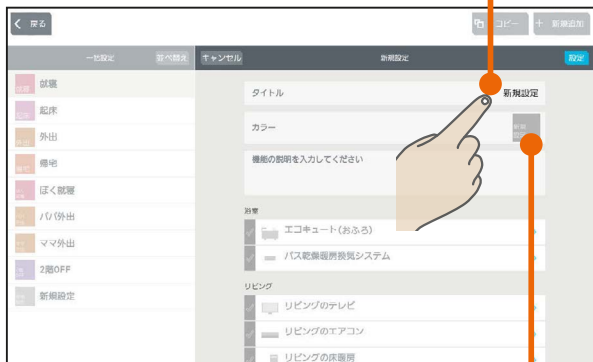 戻る
コピー
新規追加
一括設定
並べ替え
キャンセル
新規設定
設定
就寝
起床
外出
帰宅
ぼく就寝
パパ外出
ママ外出
2階OFF
新規設定
タイトル
新規設定
カラー
機能の説明を入力してください
浴室
エコキュート(おふろ)
バス乾燥暖房換気システム
リビング
リビングのテレビ
リビングのエアコン
リビングの床暖房